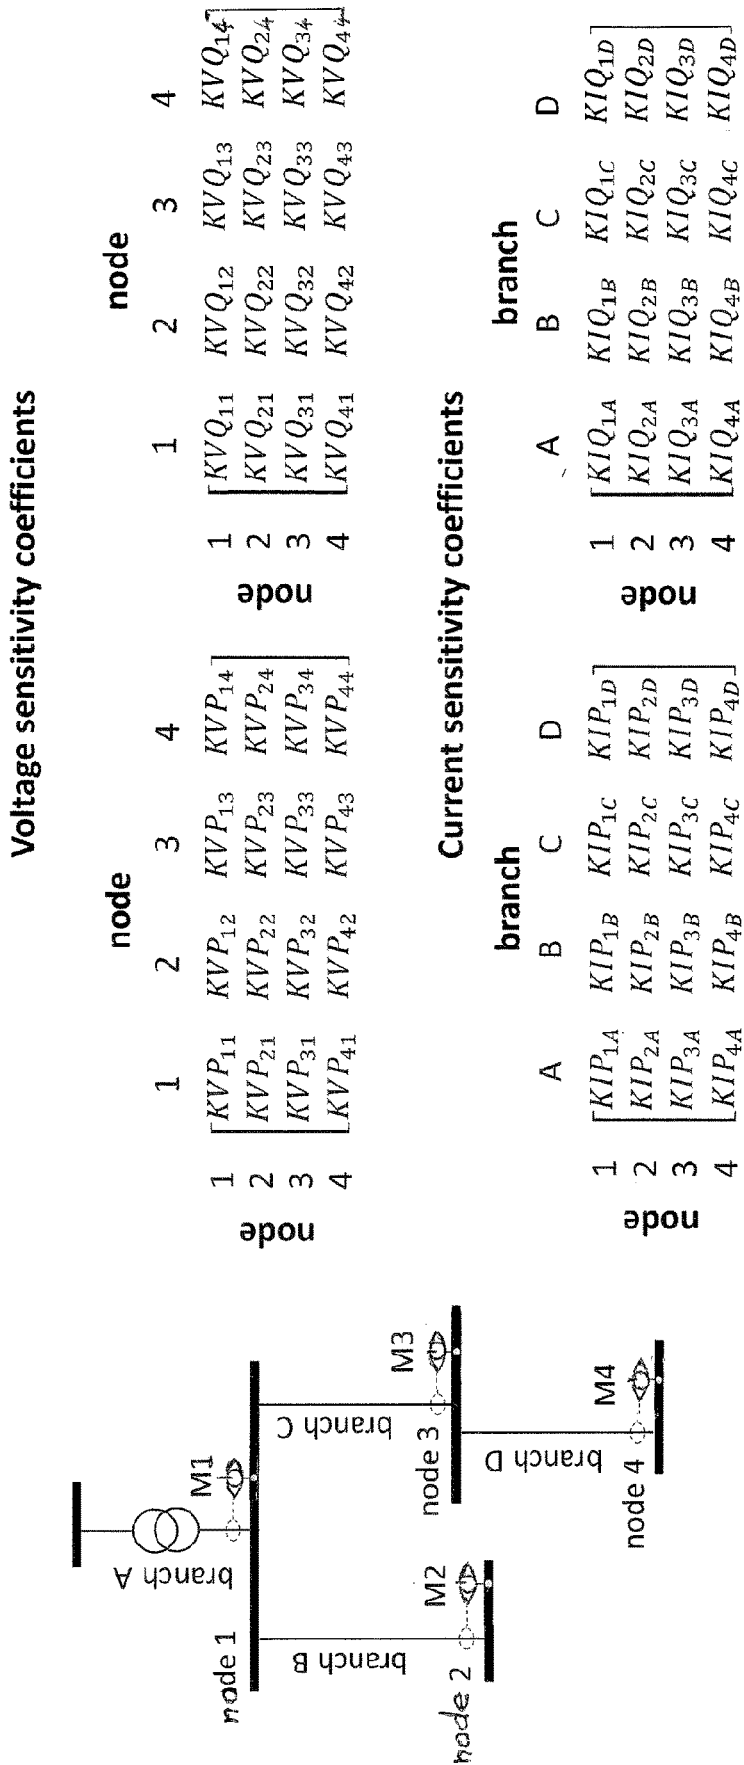 Voltage sensitivity coefficients
node
1 2 3 4
node
1 KVP₁₁ KVP₁₂ KVP₁₃ KVP₁₄
2 KVP₂₁ KVP₂₂ KVP₂₃ KVP₂₄
3 KVP₃₁ KVP₃₂ KVP₃₃ KVP₃₄
4 KVP₄₁ KVP₄₂ KVP₄₃ KVP₄₄
node
1 2 3 4
node
1 KVQ₁₁ KVQ₁₂ KVQ₁₃ KVQ₁₄
2 KVQ₂₁ KVQ₂₂ KVQ₂₃ KVQ₂₄
3 KVQ₃₁ KVQ₃₂ KVQ₃₃ KVQ₃₄
4 KVQ₄₁ KVQ₄₂ KVQ₄₃ KVQ₄₄
Current sensitivity coefficients
branch
A B C D
node
1 KIP₁A KIP₁B KIP₁C KIP₁D
2 KIP₂A KIP₂B KIP₂C KIP₂D
3 KIP₃A KIP₃B KIP₃C KIP₃D
4 KIP₄A KIP₄B KIP₄C KIP₄D
branch
A B C D
node
1 KIQ₁A KIQ₁B KIQ₁C KIQ₁D
2 KIQ₂A KIQ₂B KIQ₂C KIQ₂D
3 KIQ₃A KIQ₃B KIQ₃C KIQ₃D
4 KIQ₄A KIQ₄B KIQ₄C KIQ₄D
branch A
M1
node 1
branch B
branch C
M2
node 2
M3
node 3
branch D
M4
node 4